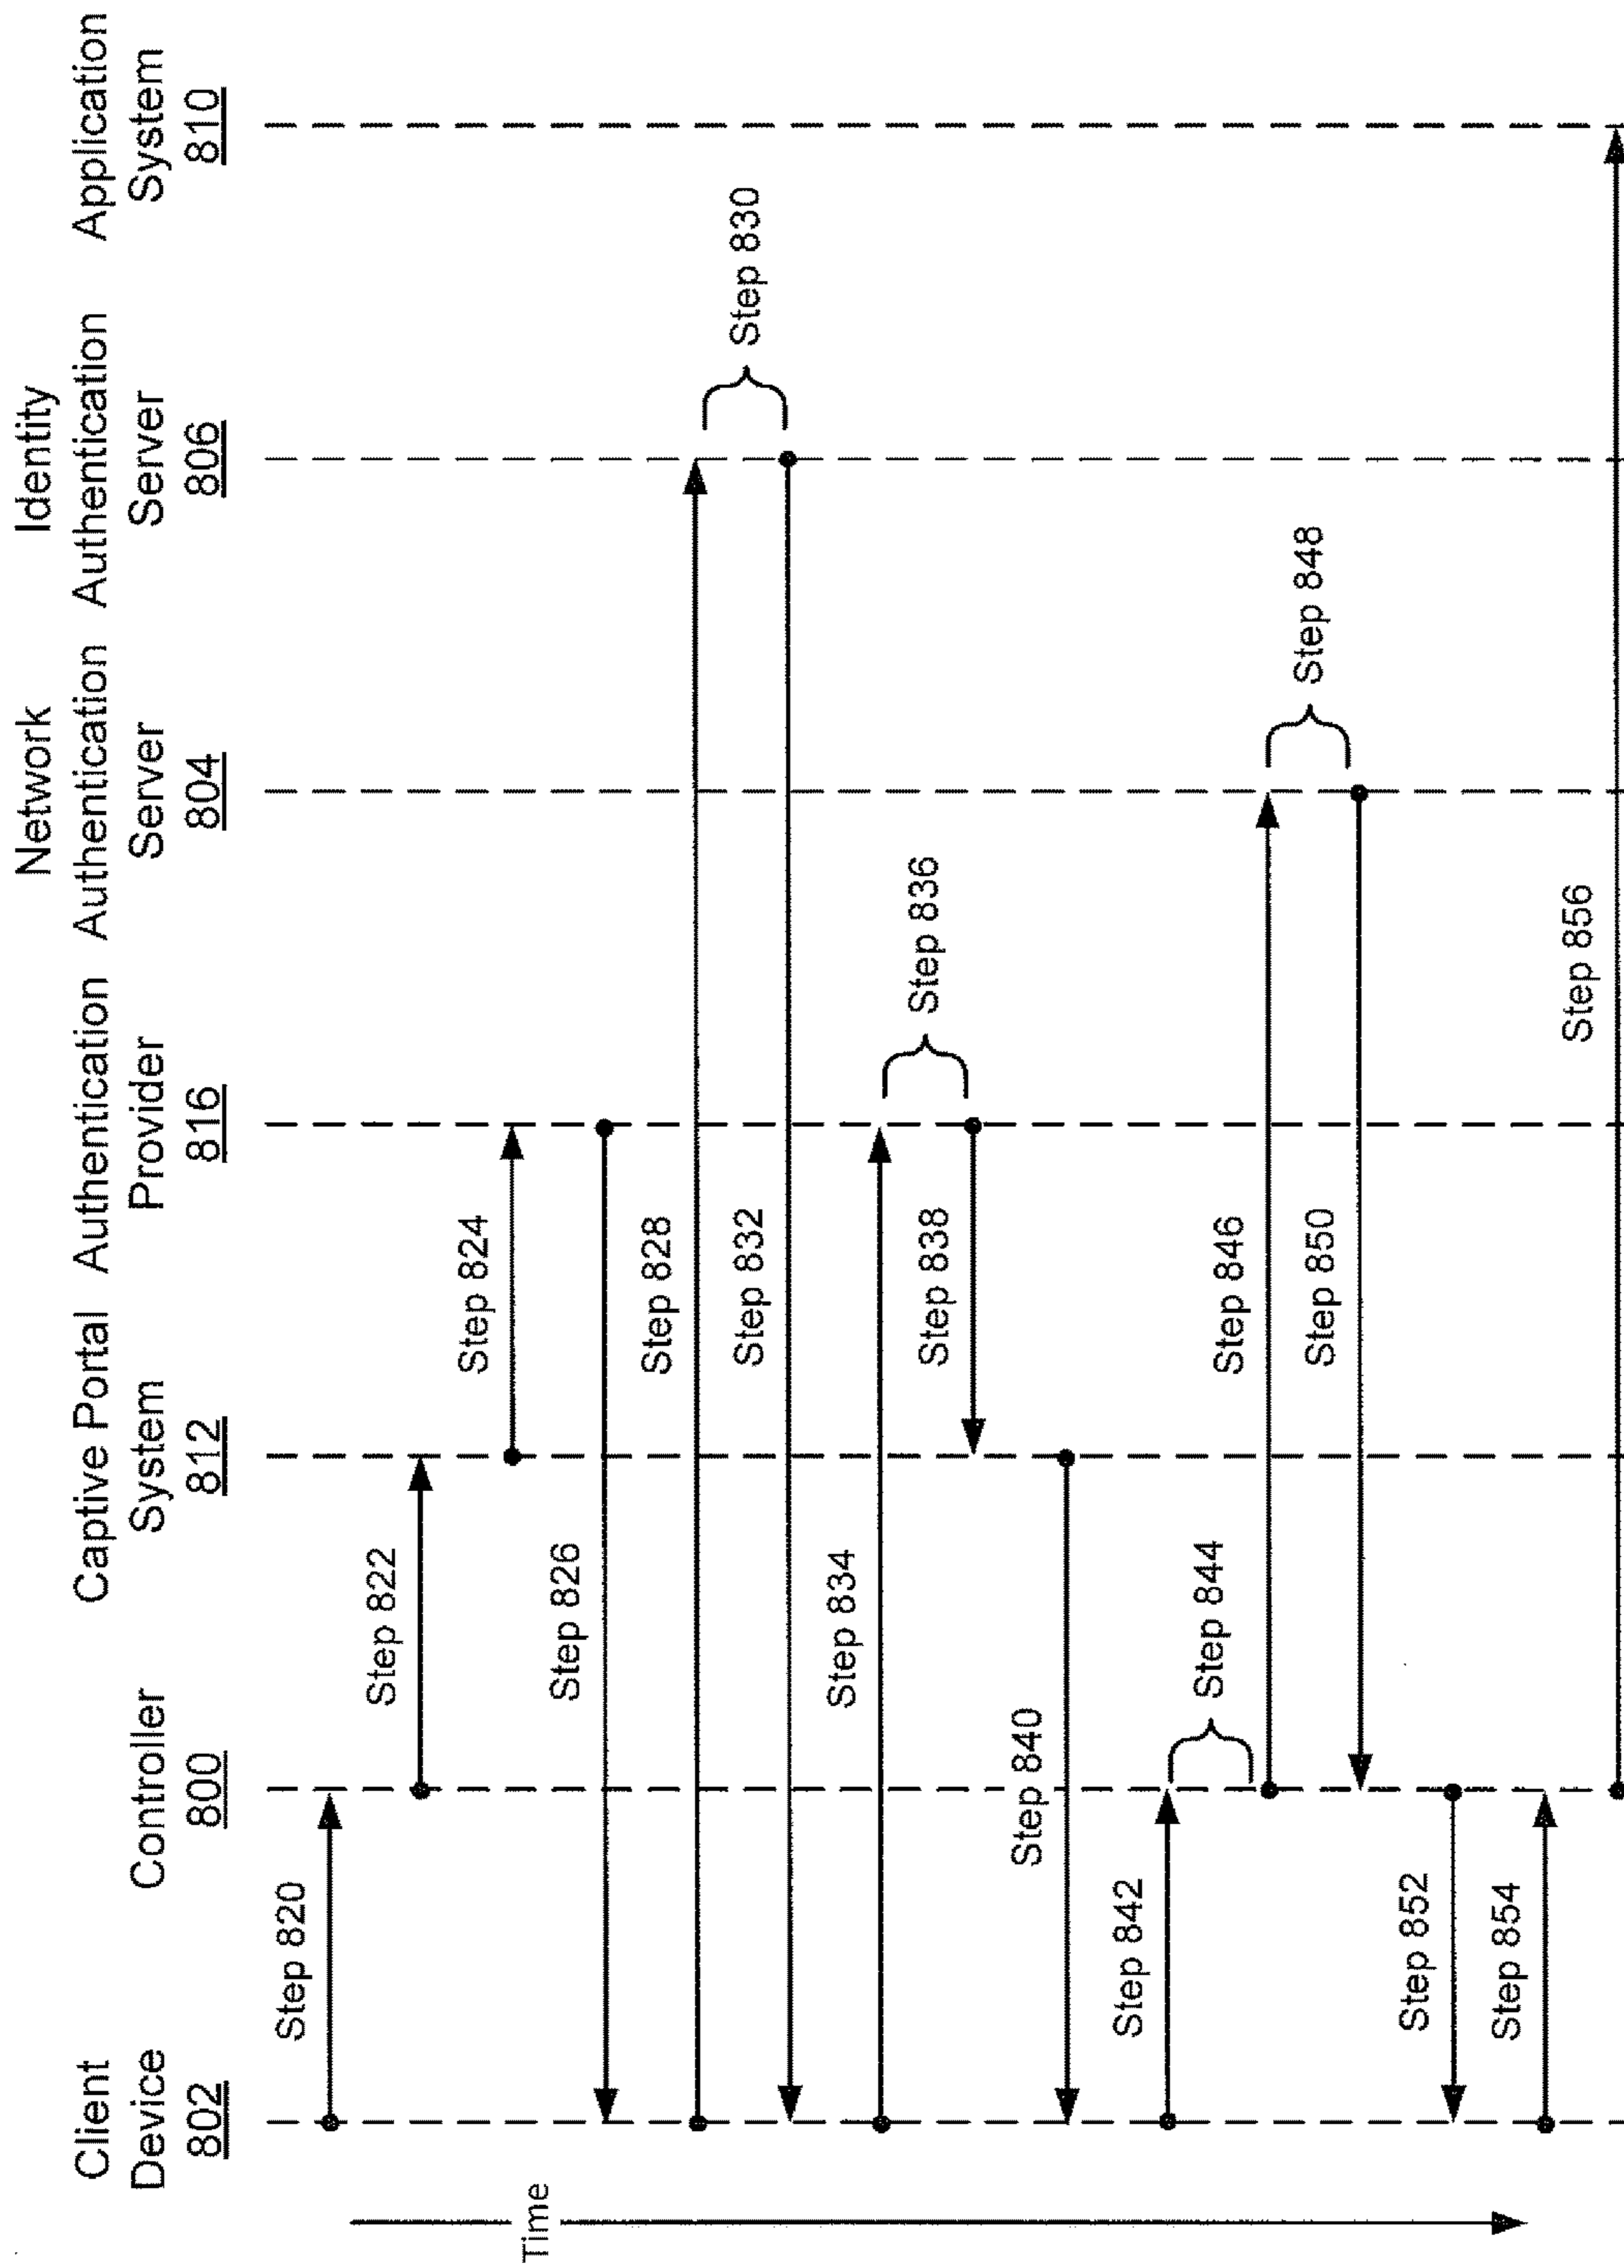 Client
Device
802
Controller
800
Captive Portal
System
812
Authentication
Provider
816
Network
Authentication
Server
804
Identity
Authentication
Server
806
Application
System
810
Time
Step 820
Step 822
Step 824
Step 826
Step 828
Step 830
Step 832
Step 834
Step 836
Step 838
Step 840
Step 842
Step 844
Step 846
Step 848
Step 850
Step 852
Step 854
Step 856